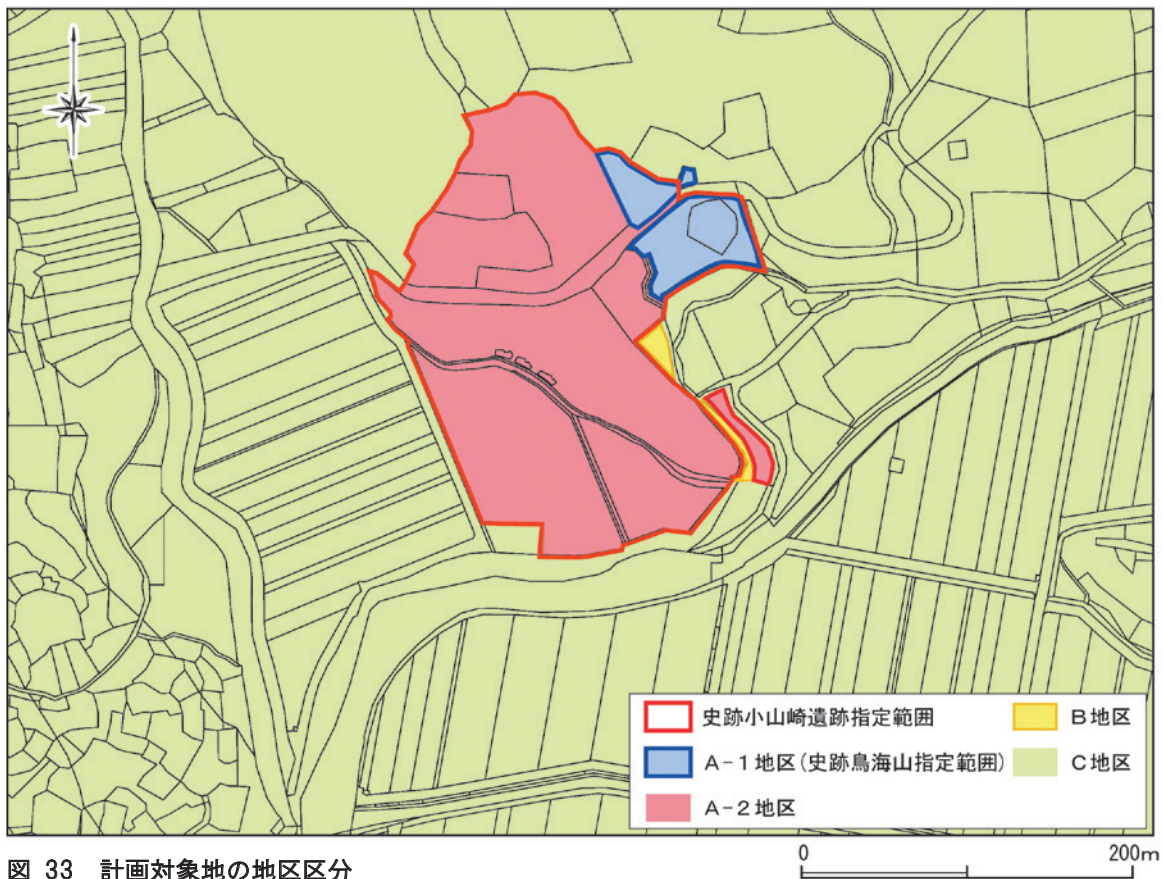 史跡小山崎遺跡指定範囲
A-1地区(史跡鳥海山指定範囲)
A-2地区
B地区
C地区
0 200m
図 33 計画対象地の地区区分